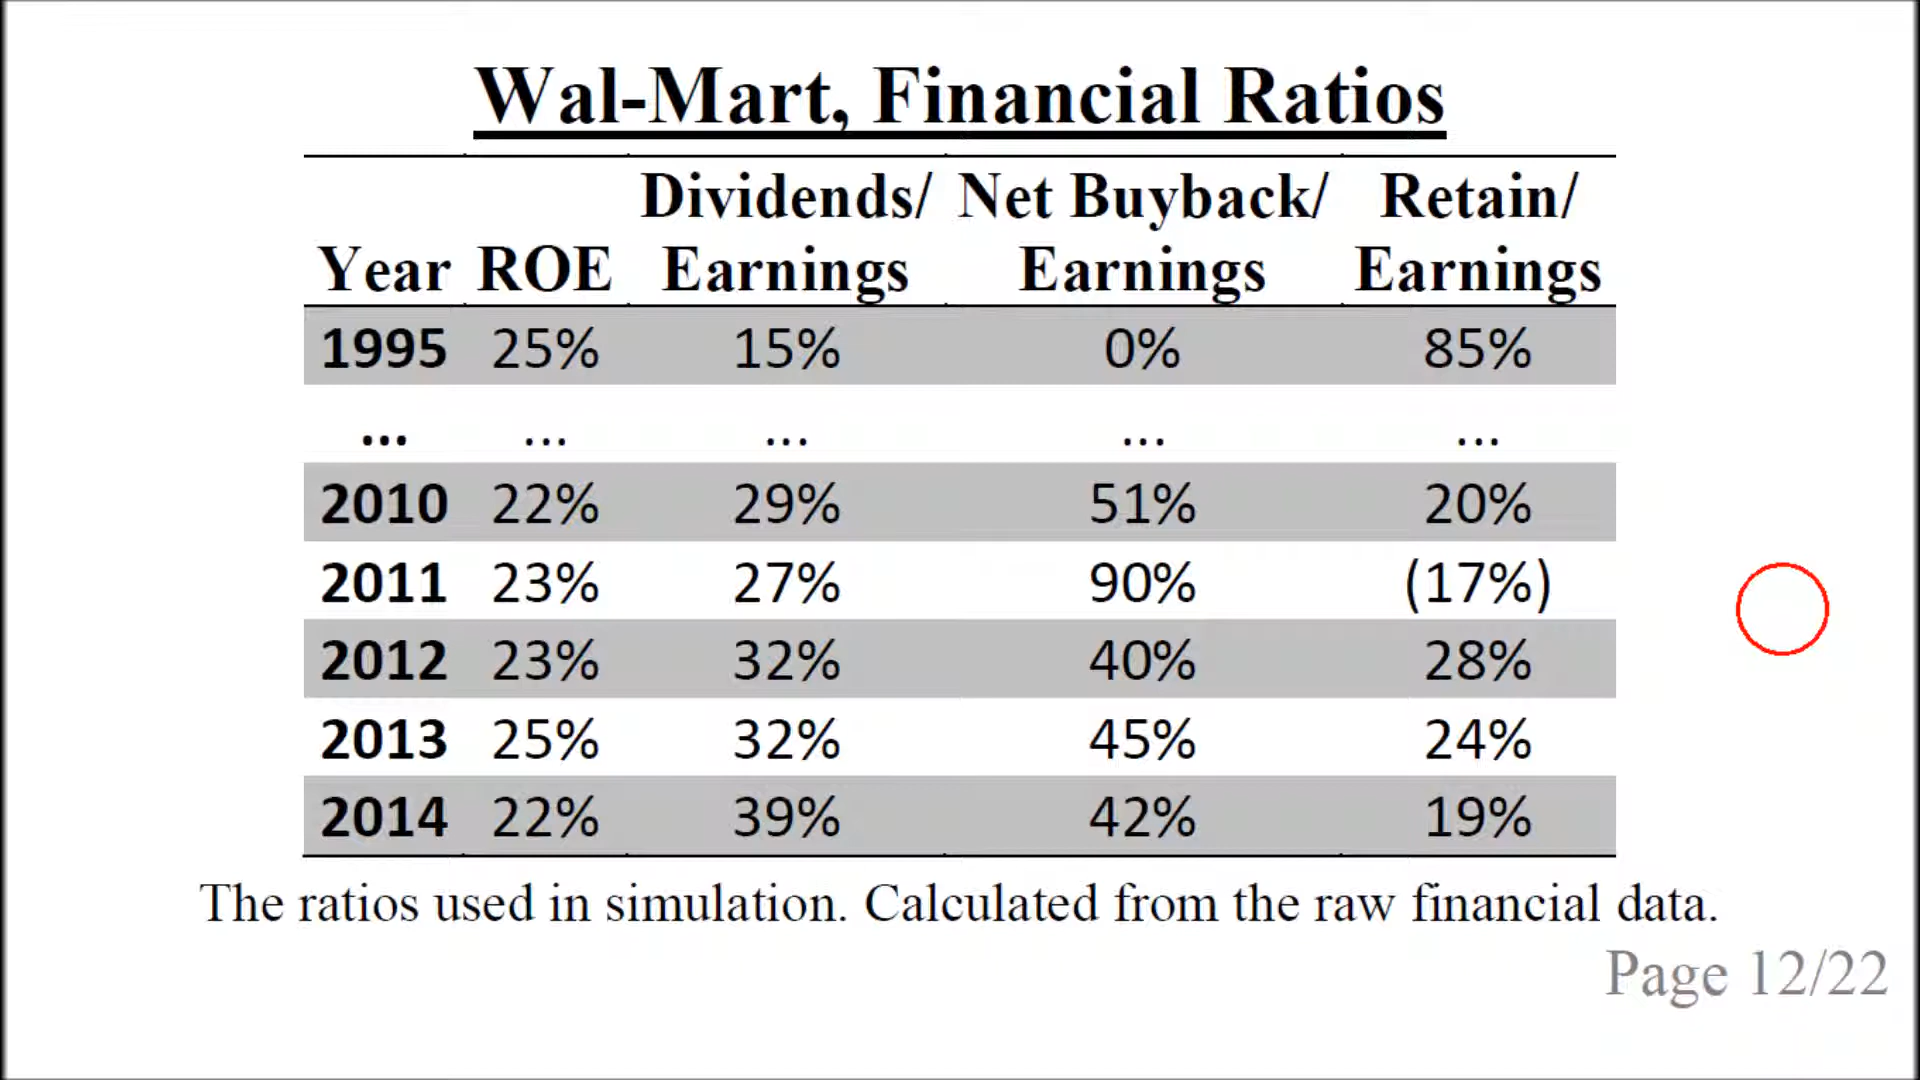 Wal-Mart, Financial Ratios
Dividends/ Net Buyback/ Retain/
Year ROE Earnings Earnings Earnings
1995 25% 15% 0% 85%
... ... ... ... ...
2010 22% 29% 51% 20%
2011 23% 27% 90% (17%)
2012 23% 32% 40% 28%
2013 25% 32% 45% 24%
2014 22% 39% 42% 19%
The ratios used in simulation. Calculated from the raw financial data.
Page 12/22